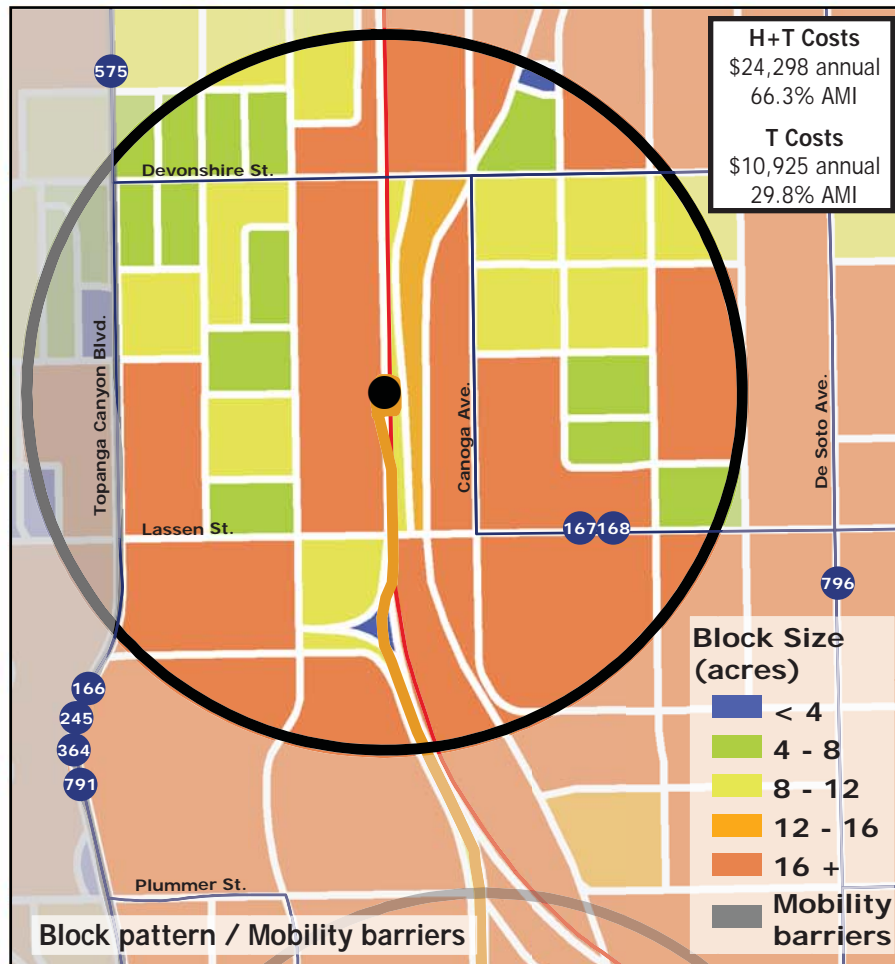 H+T Costs
$24,298 annual
66.3% AMI
T Costs
$10,925 annual
29.8% AMI
575
Devonshire St.
Topanga Canyon Blvd.
Canoga Ave.
De Soto Ave.
Lassen St.
167 168
796
166
245
364
791
Block Size
(acres)
< 4
4 - 8
8 - 12
12 - 16
16 +
Mobility
barriers
Plummer St.
Block pattern / Mobility barriers